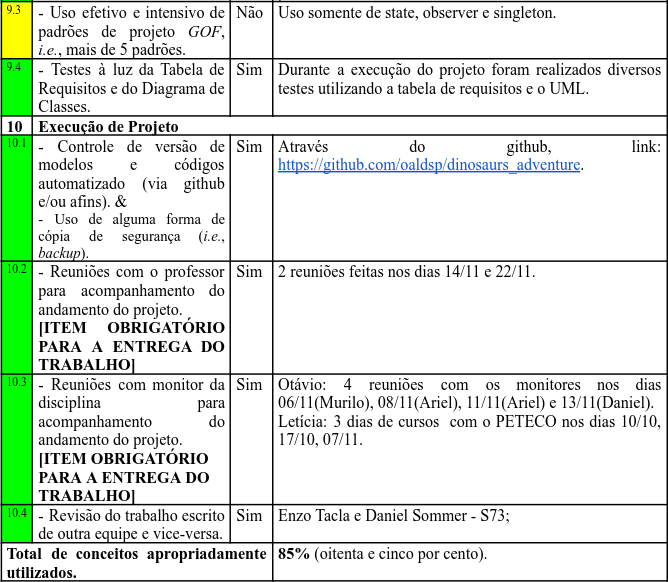 9.3 - Uso efetivo e intensivo de Não Uso somente de state, observer e singleton.
padrões de projeto GOF,
i.e., mais de 5 padrões.
9.4 - Testes à luz da Tabela de Sim Durante a execução do projeto foram realizados diversos
Requisitos e do Diagrama de testes utilizando a tabela de requisitos e o UML.
Classes.
10 Execução de Projeto
10.1 - Controle de versão de Sim Através do github, link:
modelos e códigos https://github.com/oaldsp/dinosaurs_adventure.
automatizado (via github
e/ou afins). &
- Uso de alguma forma de
cópia de segurança (i.e.,
backup).
10.2 - Reuniões com o professor Sim 2 reuniões feitas nos dias 14/11 e 22/11.
para acompanhamento do
andamento do projeto.
[ITEM OBRIGATÓRIO
PARA A ENTREGA DO
TRABALHO]
10.3 - Reuniões com monitor da Sim Otávio: 4 reuniões com os monitores nos dias
disciplina para 06/11(Murilo), 08/11(Ariel), 11/11(Ariel) e 13/11(Daniel).
acompanhamento do Letícia: 3 dias de cursos com o PETECO nos dias 10/10,
andamento do projeto. 17/10, 07/11.
[ITEM OBRIGATÓRIO
PARA A ENTREGA DO
TRABALHO]
10.4 - Revisão do trabalho escrito Sim Enzo Tacla e Daniel Sommer - S73;
de outra equipe e vice-versa.
Total de conceitos apropriadamente 85% (oitenta e cinco por cento).
utilizados.